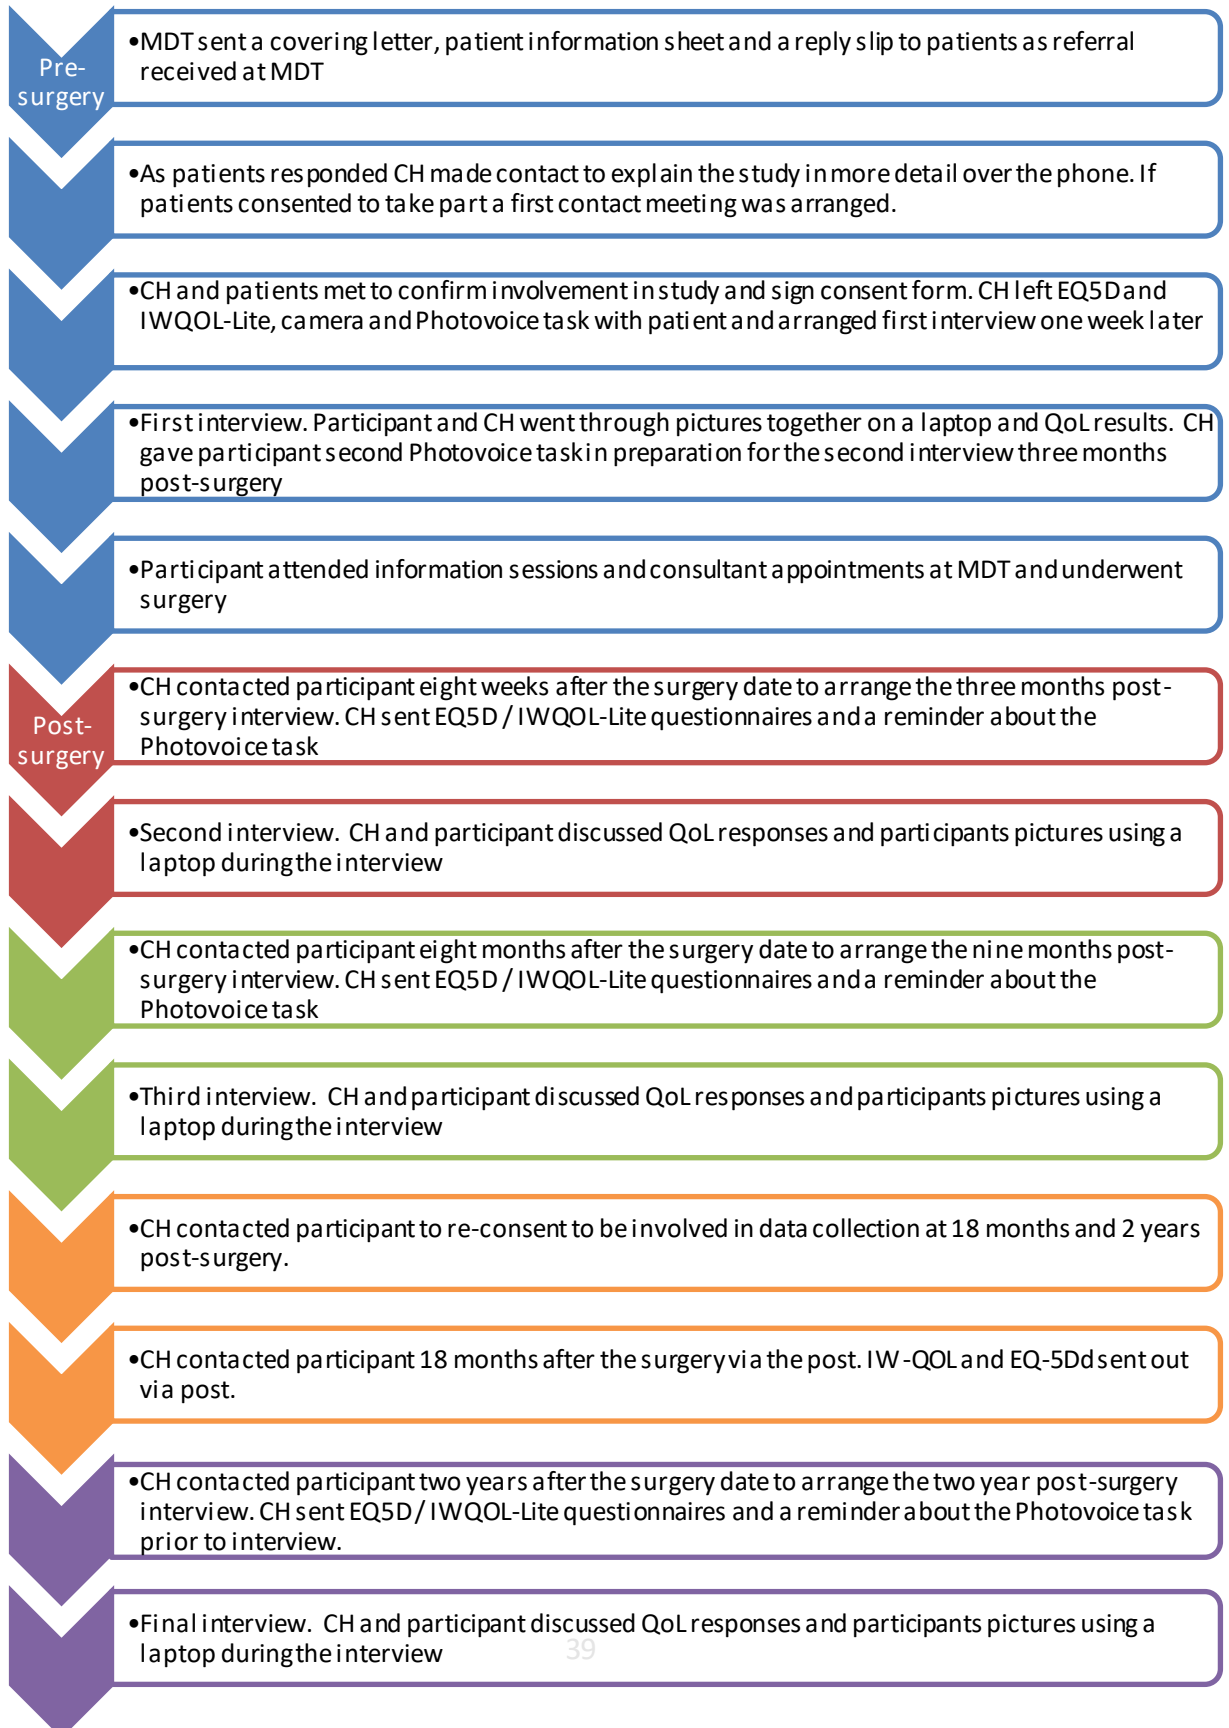 Pre-
surgery
•MDT sent a covering letter, patient information sheet and a reply slip to patients as referral
received at MDT
•As patients responded CH made contact to explain the study in more detail over the phone. If
patients consented to take part a first contact meeting was arranged.
•CH and patients met to confirm involvement in study and sign consent form. CH left EQ5D and
IWQOL-Lite, camera and Photovoice task with patient and arranged first interview one week later
•First interview. Participant and CH went through pictures together on a laptop and QoL results. CH
gave participant second Photovoice task in preparation for the second interview three months
post-surgery
•Participant attended information sessions and consultant appointments at MDT and underwent
surgery
Post-
surgery
•CH contacted participant eight weeks after the surgery date to arrange the three months post-
surgery interview. CH sent EQ5D / IWQOL-Lite questionnaires and a reminder about the
Photovoice task
•Second interview. CH and participant discussed QoL responses and participants pictures using a
laptop during the interview
•CH contacted participant eight months after the surgery date to arrange the nine months post-
surgery interview. CH sent EQ5D / IWQOL-Lite questionnaires and a reminder about the
Photovoice task
•Third interview. CH and participant discussed QoL responses and participants pictures using a
laptop during the interview
•CH contacted participant to re-consent to be involved in data collection at 18 months and 2 years
post-surgery.
•CH contacted participant 18 months after the surgery via the post. IW-QOL and EQ-5Dd sent out
via post.
•CH contacted participant two years after the surgery date to arrange the two year post-surgery
interview. CH sent EQ5D / IWQOL-Lite questionnaires and a reminder about the Photovoice task
prior to interview.
•Final interview. CH and participant discussed QoL responses and participants pictures using a
laptop during the interview
39